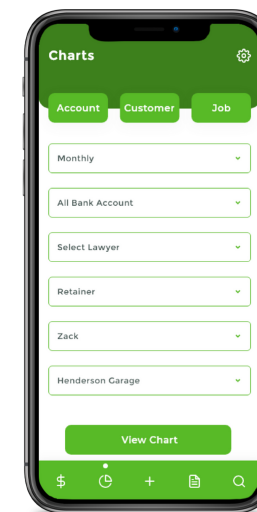 Charts
Account Customer Job
Monthly
All Bank Account
Select Lawyer
Retainer
Zack
Henderson Garage
View Chart
$